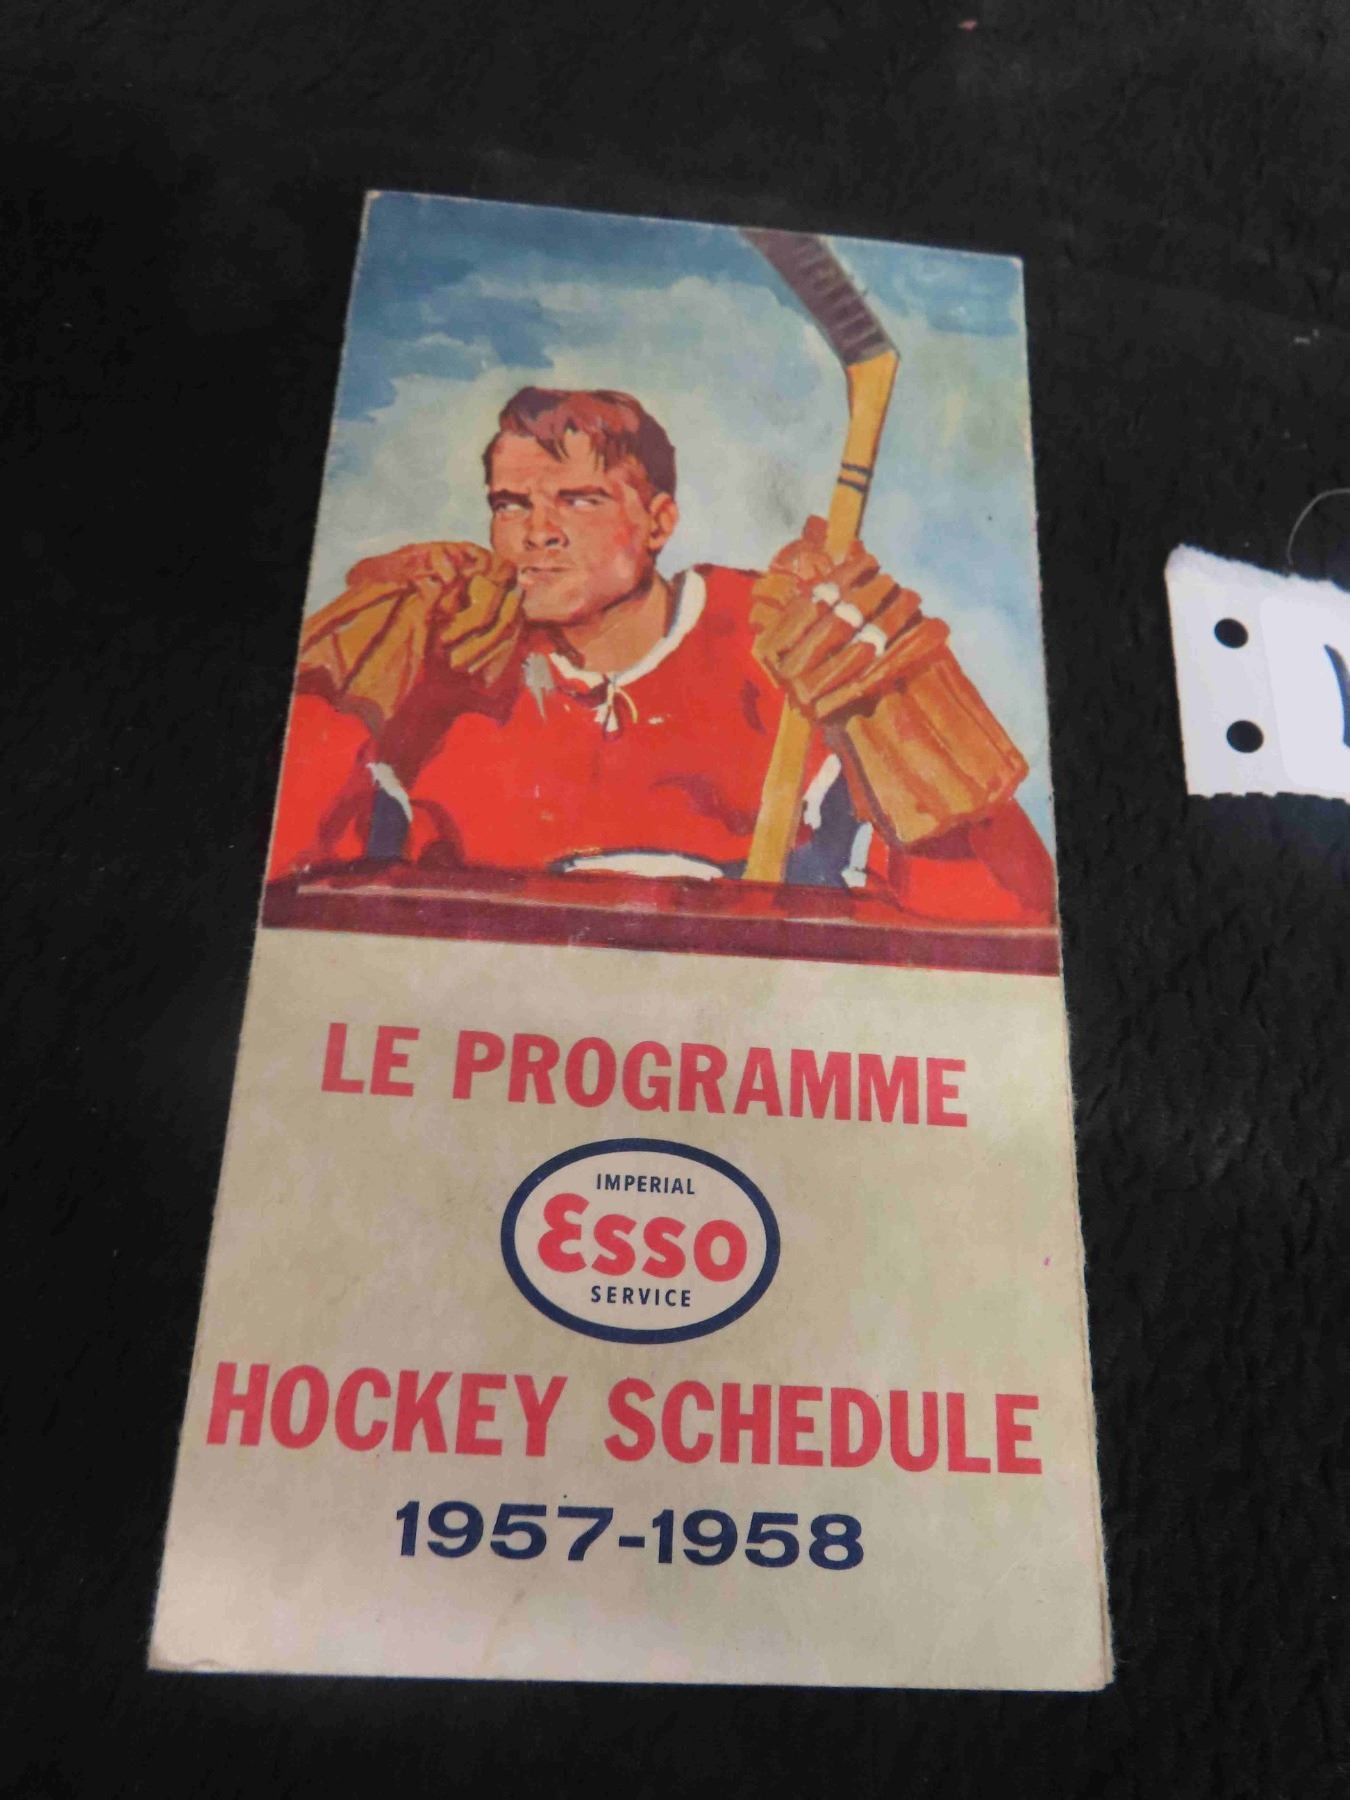 LE PROGRAMME
IMPERIAL
Esso
SERVICE
HOCKEY SCHEDULE
1957-1958